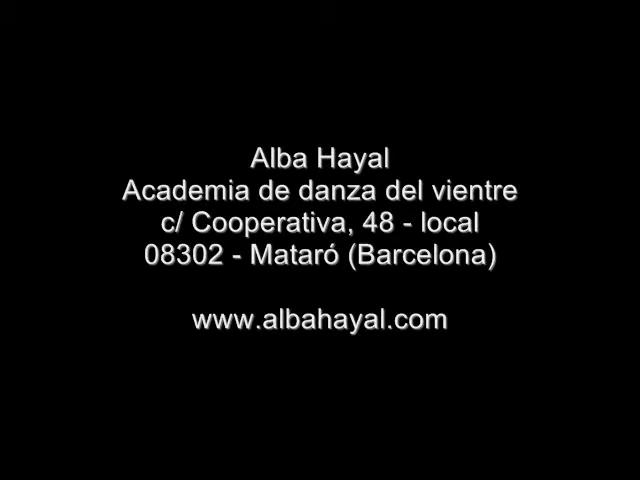 Alba Hayal
Academia de danza del vientre
c/ Cooperativa, 48 - local
08302 - Mataró (Barcelona)
www.albahayal.com